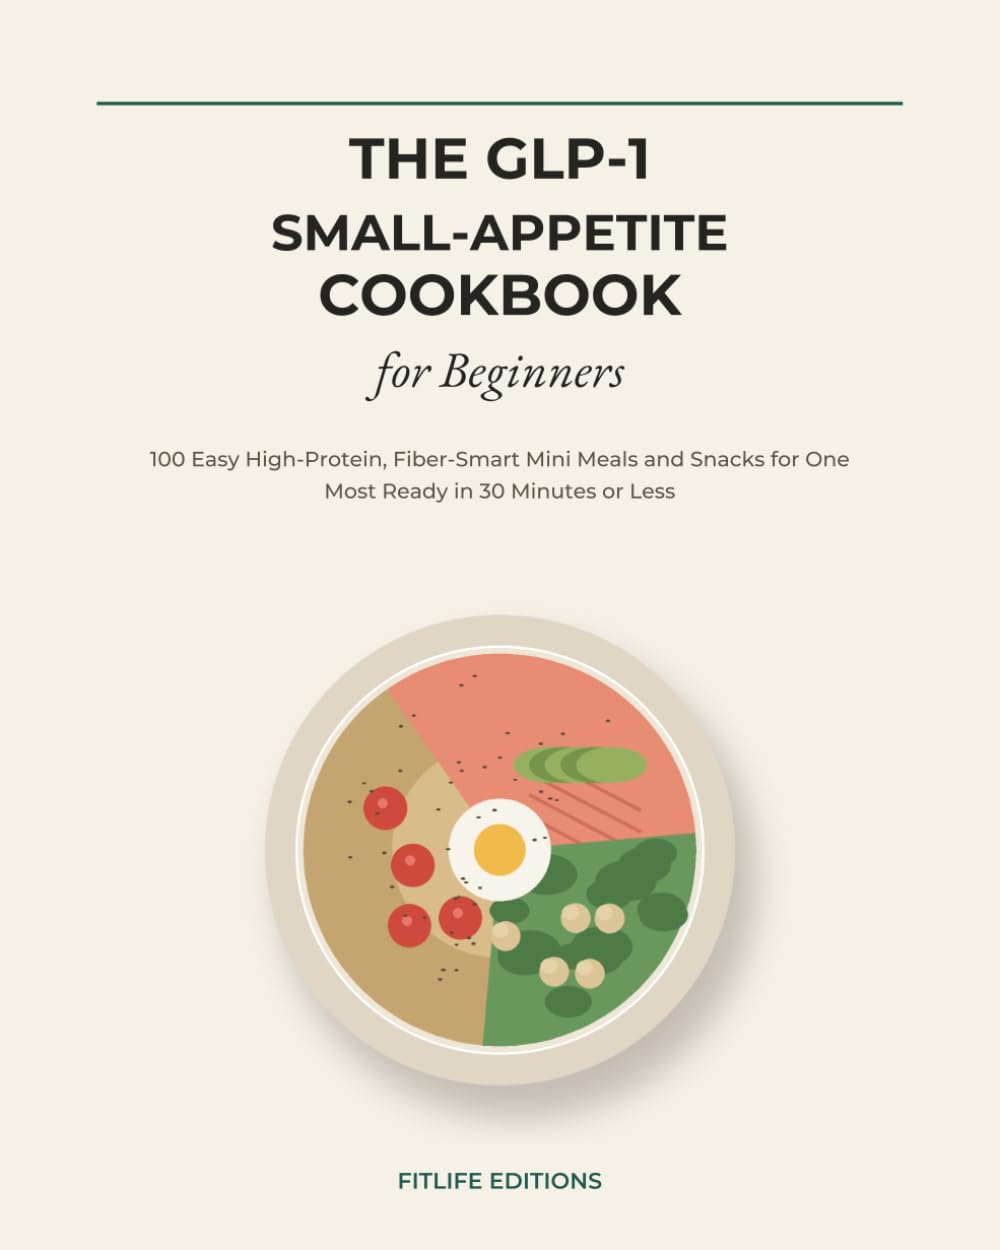 THE GLP-1
SMALL-APPETITE
COOKBOOK
for Beginners
100 Easy High-Protein, Fiber-Smart Mini Meals and Snacks for One
Most Ready in 30 Minutes or Less
FITLIFE EDITIONS